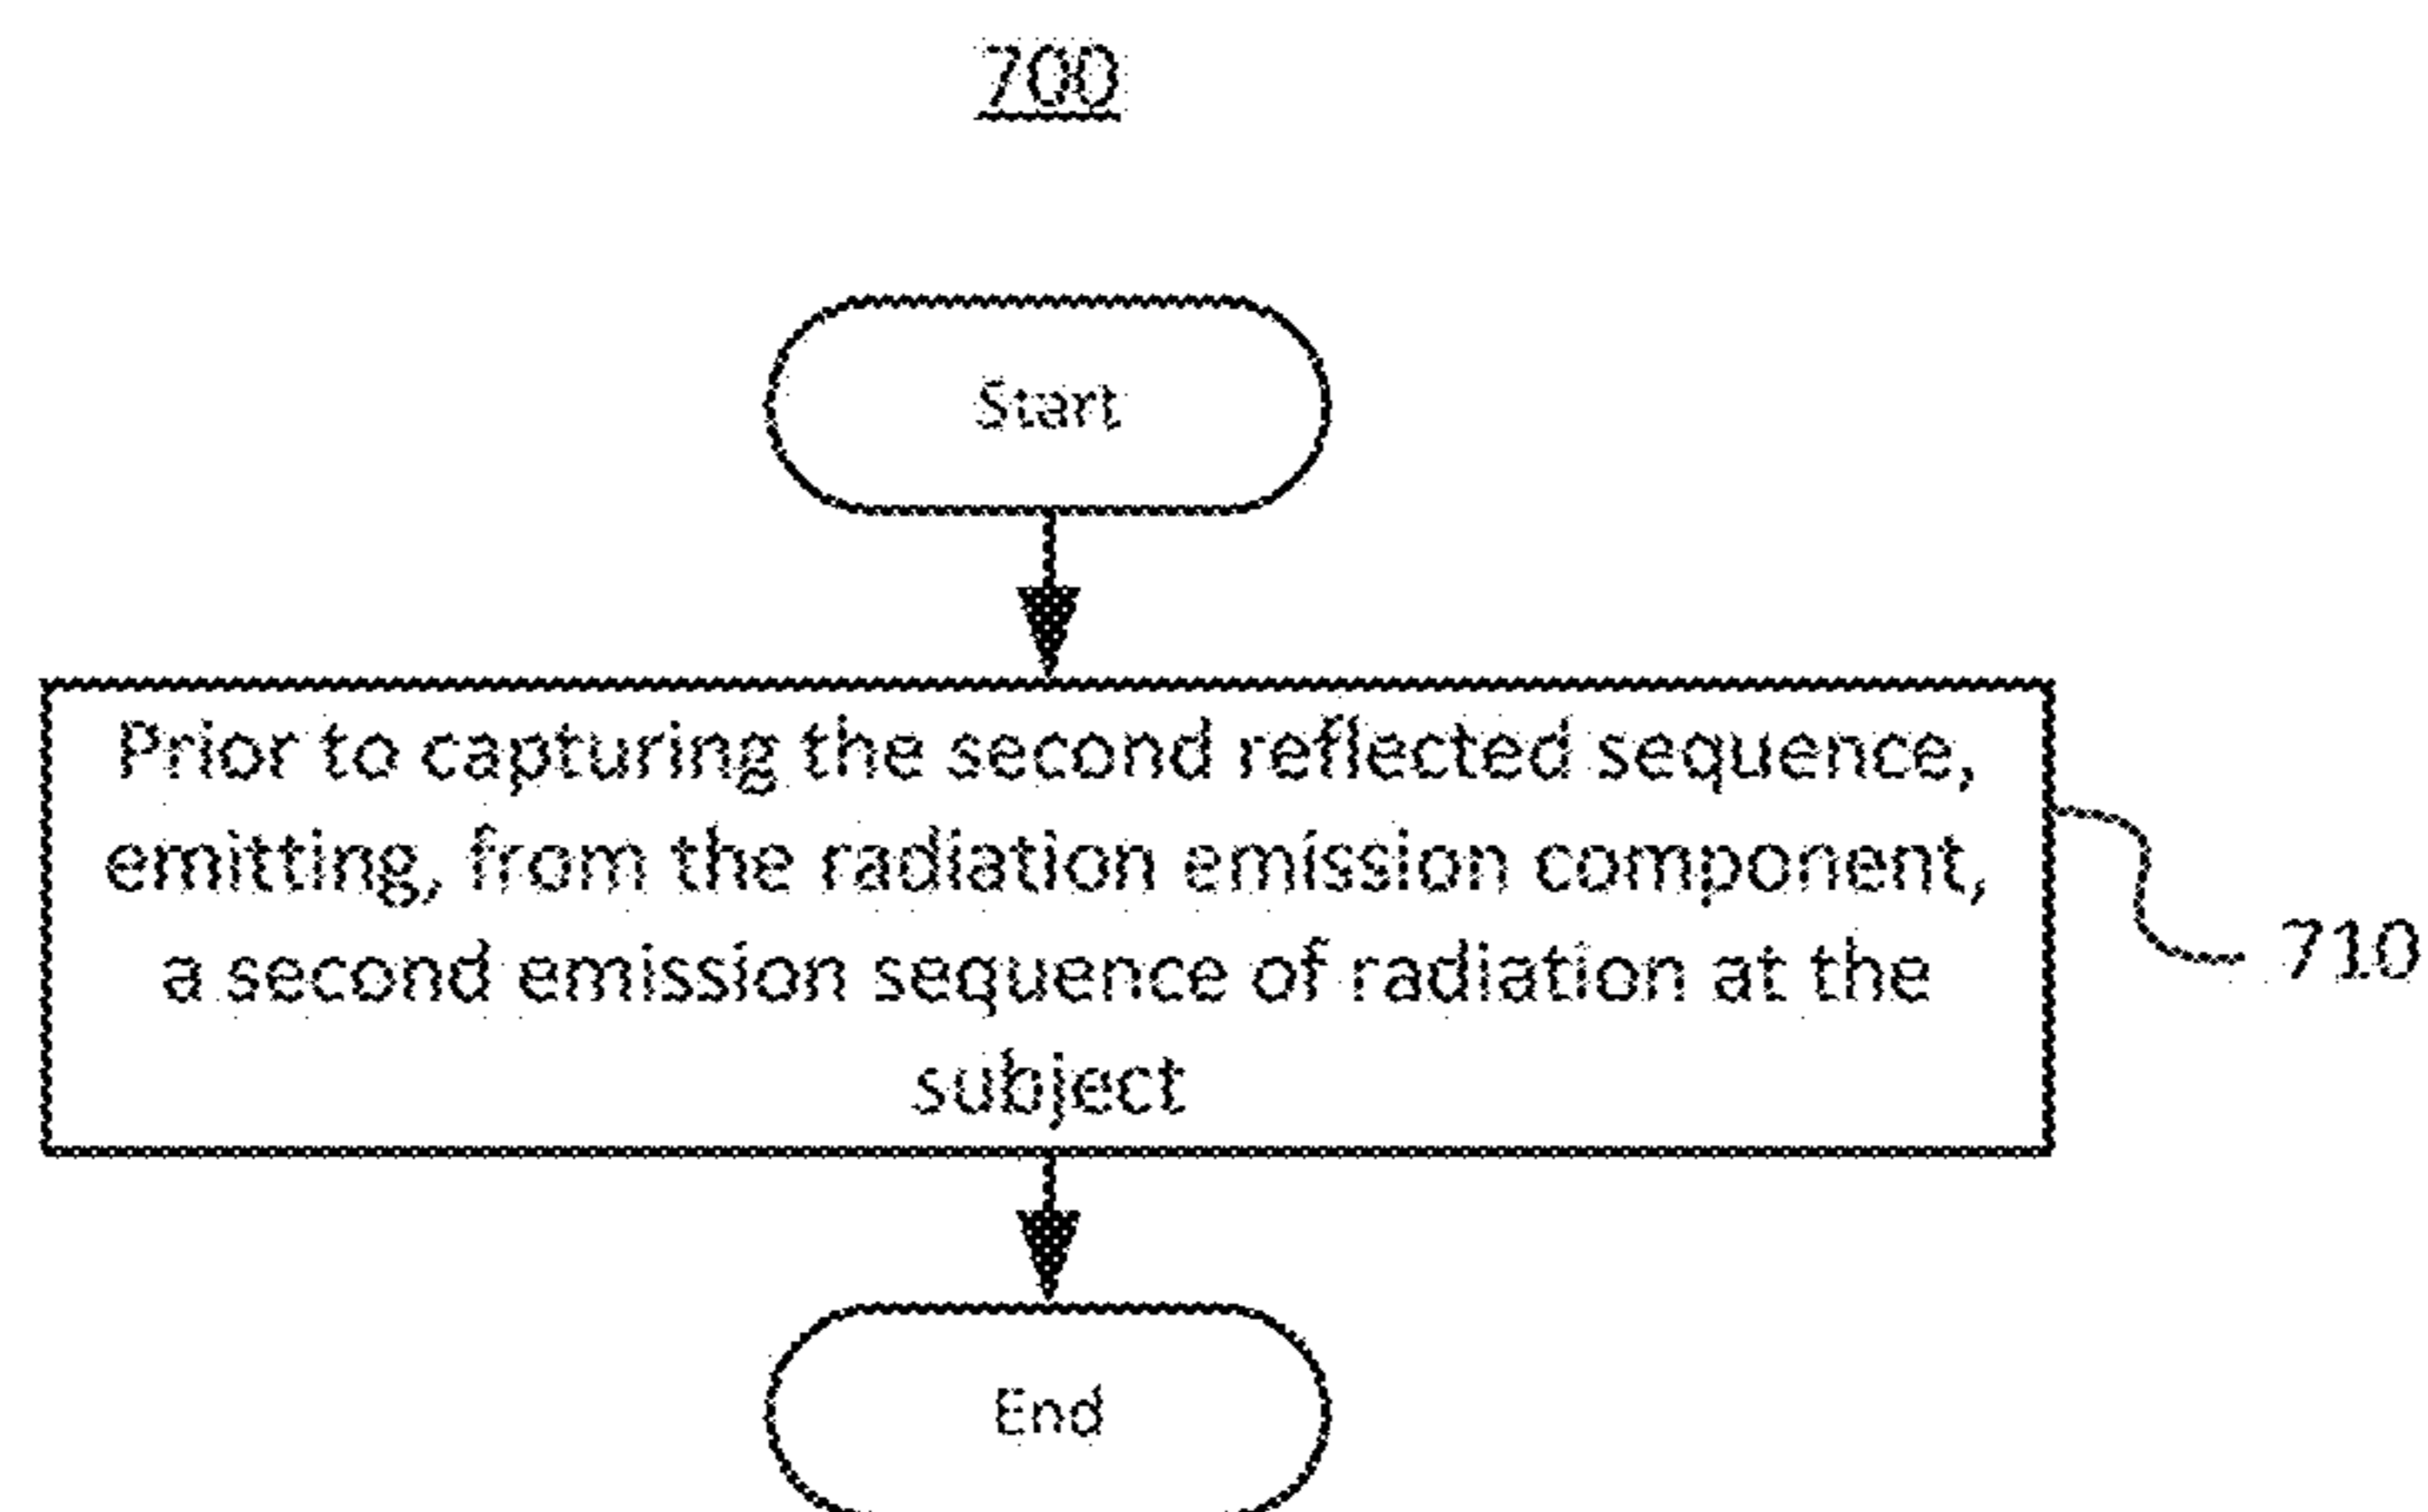 700
Start
Prior to capturing the second reflected sequence,
emitting, from the radiation emission component,
a second emission sequence of radiation at the
subject
710
End